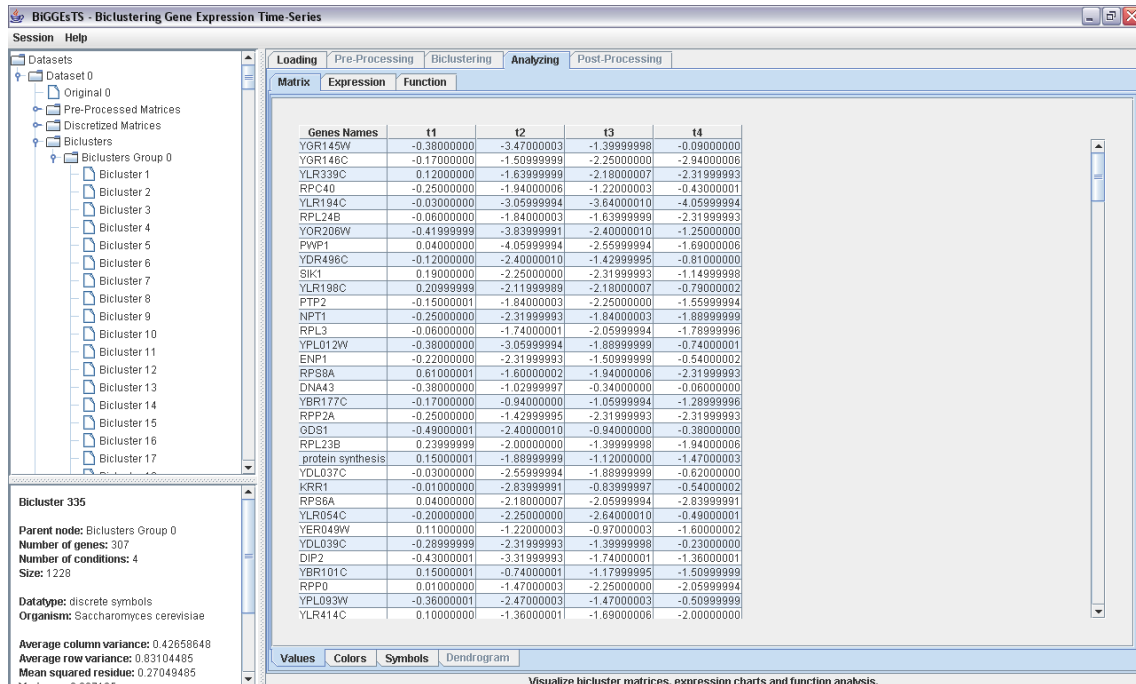 BiGGEsTS - Biclustering Gene Expression Time-Series
Session Help
Datasets
Dataset 0
Original 0
Pre-Processed Matrices
Discretized Matrices
Biclusters
Biclusters Group 0
Bicluster 1
Bicluster 2
Bicluster 3
Bicluster 4
Bicluster 5
Bicluster 6
Bicluster 7
Bicluster 8
Bicluster 9
Bicluster 10
Bicluster 11
Bicluster 12
Bicluster 13
Bicluster 14
Bicluster 15
Bicluster 16
Bicluster 17
Bicluster 335
Parent node: Biclusters Group 0
Number of genes: 307
Number of conditions: 4
Size: 1228
Datatype: discrete symbols
Organism: Saccharomyces cerevisiae
Average column variance: 0.42658648
Average row variance: 0.83104485
Mean squared residue: 0.27049485
Loading Pre-Processing Biclustering Analyzing Post-Processing
Matrix Expression Function
Genes Names t1 t2 t3 t4
YGR145W -0.38000000 -3.47000003 -1.39999998 -0.09000000
YGR146C -0.17000000 -1.50999999 -2.25000000 -2.94000006
YLR339C 0.12000000 -1.63999999 -2.18000007 -2.31999993
RPC40 -0.25000000 -1.94000006 -1.22000003 -0.43000001
YLR194C -0.03000000 -3.05999994 -3.64000010 -4.05999994
RPL24B -0.06000000 -1.84000003 -1.63999999 -2.31999993
YOR206W -0.41999999 -3.83999991 -2.40000010 -1.25000000
PWP1 0.04000000 -4.05999994 -2.55999994 -1.69000006
YDR496C -0.12000000 -2.40000010 -1.42999995 -0.81000000
SIK1 0.19000000 -2.25000000 -2.31999993 -1.14999998
YLR198C 0.20999999 -2.11999989 -2.18000007 -0.79000002
PTP2 -0.15000001 -1.84000003 -2.25000000 -1.55999994
NPT1 -0.25000000 -2.31999993 -1.84000003 -1.88999999
RPL3 -0.06000000 -1.74000001 -2.05999994 -1.78999996
YPL012W -0.38000000 -3.05999994 -1.88999999 -0.74000001
ENP1 -0.22000000 -2.31999993 -1.50999999 -0.54000002
RPS8A 0.61000001 -1.60000002 -1.94000006 -2.31999993
DNA43 -0.38000000 -1.02999997 -0.34000000 -0.06000000
YBR177C -0.17000000 -0.94000000 -1.05999994 -1.28999996
RPP2A -0.25000000 -1.42999995 -2.31999993 -2.31999993
GDS1 -0.49000001 -2.40000010 -0.94000000 -0.38000000
RPL23B 0.23999999 -2.00000000 -1.39999998 -1.94000006
protein synthesis 0.15000001 -1.88999999 -1.12000000 -1.47000003
YDL037C -0.03000000 -2.55999994 -1.88999999 -0.62000000
KRR1 -0.01000000 -2.83999991 -0.83999997 -0.54000002
RPS6A 0.04000000 -2.18000007 -2.05999994 -2.83999991
YLR054C -0.20000000 -2.25000000 -2.64000010 -0.49000001
YER049W 0.11000000 -1.22000003 -0.97000003 -1.60000002
YDL039C -0.28999999 -2.31999993 -1.39999998 -0.23000000
DIP2 -0.43000001 -3.31999993 -1.74000001 -1.36000001
YBR101C 0.15000001 -0.74000001 -1.17999995 -1.50999999
RPP0 0.01000000 -1.47000003 -2.25000000 -2.05999994
YPL093W -0.36000001 -2.47000003 -1.47000003 -0.50999999
YLR414C 0.10000000 -1.36000001 -1.69000006 -2.00000000
Values Colors Symbols Dendrogram
Visualize bicluster matrices, expression charts and function analysis.